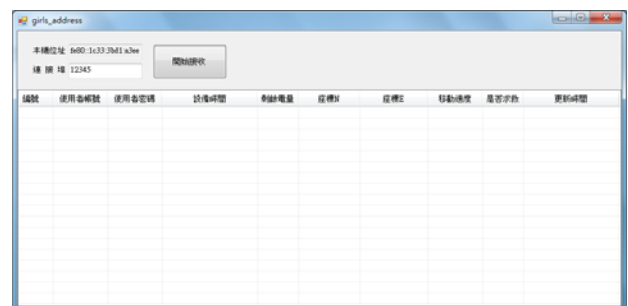 girls_address
本機位址 fe80::1c33:3bd1:a3ee
連接埠 12345
開始接收
編號 使用者帳號 使用者密碼 設備時間 剩餘電量 座標N 座標E 移動速度 是否求救 更新時間